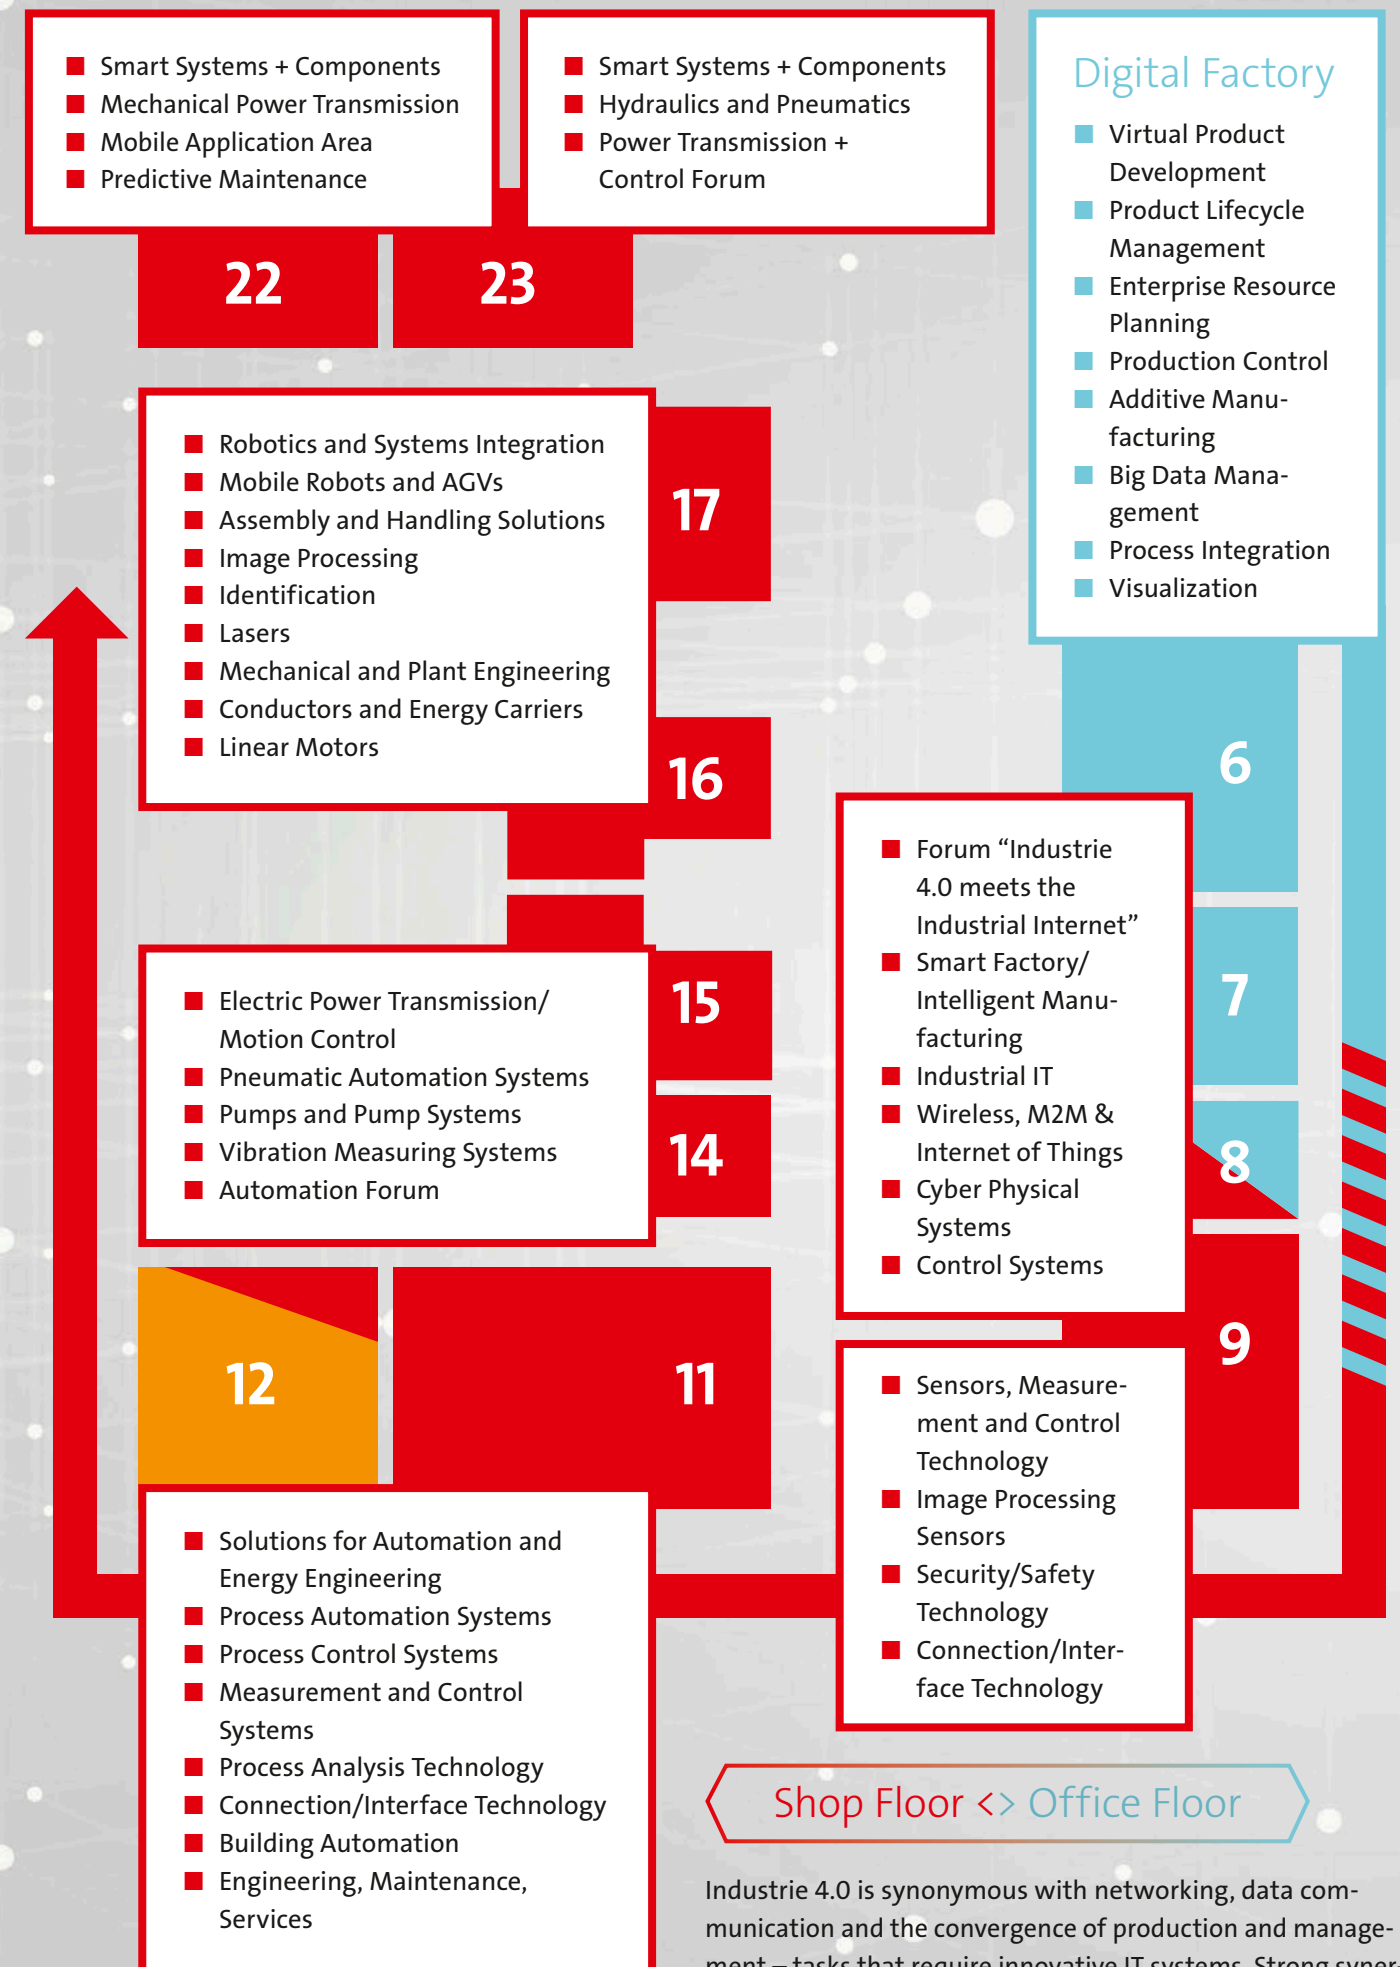 ■ Smart Systems + Components
■ Mechanical Power Transmission
■ Mobile Application Area
■ Predictive Maintenance
22
■ Smart Systems + Components
■ Hydraulics and Pneumatics
■ Power Transmission +
Control Forum
23
Digital Factory
■ Virtual Product
Development
■ Product Lifecycle
Management
■ Enterprise Resource
Planning
■ Production Control
■ Additive Manu-
facturing
■ Big Data Mana-
gement
■ Process Integration
■ Visualization
■ Robotics and Systems Integration
■ Mobile Robots and AGVs
■ Assembly and Handling Solutions
■ Image Processing
■ Identification
■ Lasers
■ Mechanical and Plant Engineering
■ Conductors and Energy Carriers
■ Linear Motors
17
16
6
■ Forum “Industrie
4.0 meets the
Industrial Internet”
■ Smart Factory/
Intelligent Manu-
facturing
■ Industrial IT
■ Wireless, M2M &
Internet of Things
■ Cyber Physical
Systems
■ Control Systems
7
8
9
■ Electric Power Transmission/
Motion Control
■ Pneumatic Automation Systems
■ Pumps and Pump Systems
■ Vibration Measuring Systems
■ Automation Forum
15
14
12
11
■ Sensors, Measure-
ment and Control
Technology
■ Image Processing
Sensors
■ Security/Safety
Technology
■ Connection/Inter-
face Technology
■ Solutions for Automation and
Energy Engineering
■ Process Automation Systems
■ Process Control Systems
■ Measurement and Control
Systems
■ Process Analysis Technology
■ Connection/Interface Technology
■ Building Automation
■ Engineering, Maintenance,
Services
Shop Floor <> Office Floor
Industrie 4.0 is synonymous with networking, data com-
munication and the convergence of production and manage-
ment – tasks that require innovative IT systems. Strong syner-